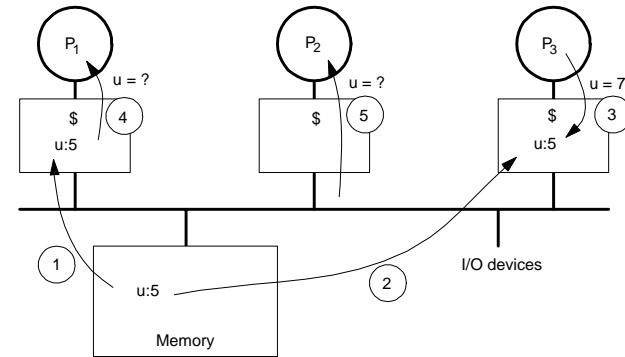 P1
P2
P3
u = ?
u = ?
u = 7
4
5
3
$
$
$
u:5
u:5
1
2
I/O devices
u:5
Memory